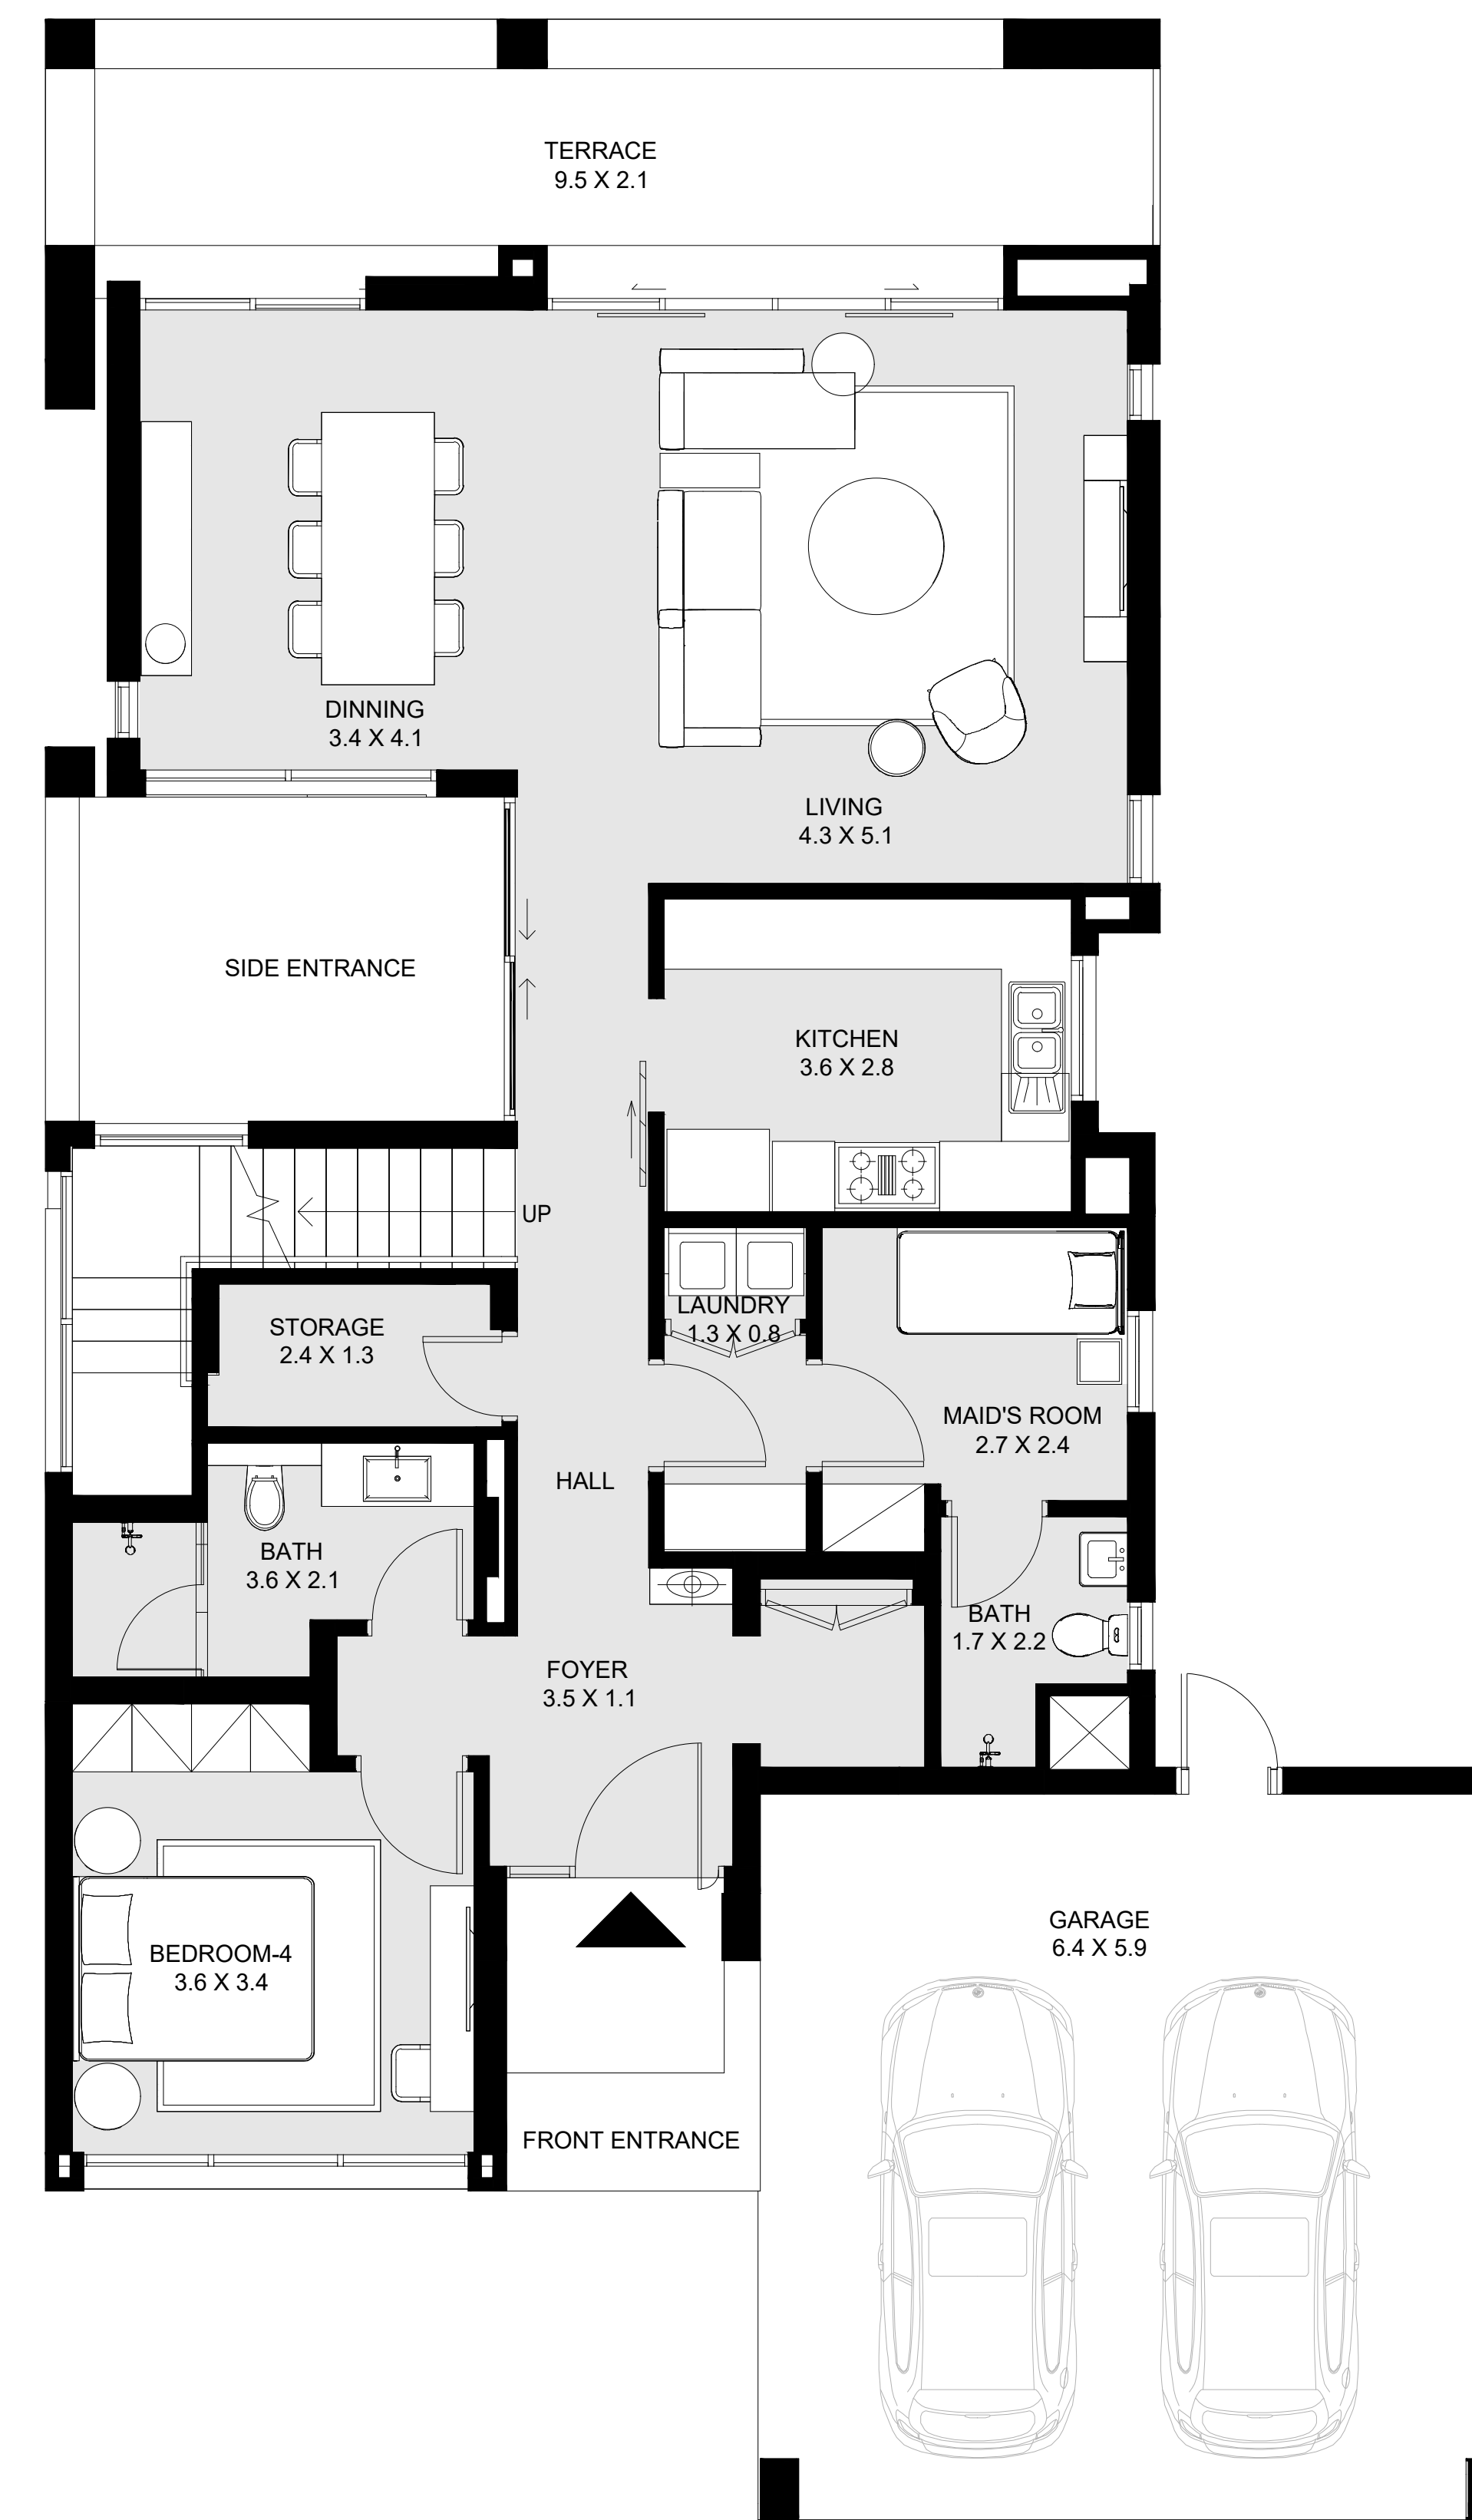 TERRACE
9.5 X 2.1
DINNING
3.4 X 4.1
LIVING
4.3 X 5.1
SIDE ENTRANCE
KITCHEN
3.6 X 2.8
UP
LAUNDRY
1.3 X 0.8
STORAGE
2.4 X 1.3
MAID'S ROOM
2.7 X 2.4
HALL
BATH
3.6 X 2.1
BATH
1.7 X 2.2
FOYER
3.5 X 1.1
GARAGE
6.4 X 5.9
BEDROOM-4
3.6 X 3.4
FRONT ENTRANCE